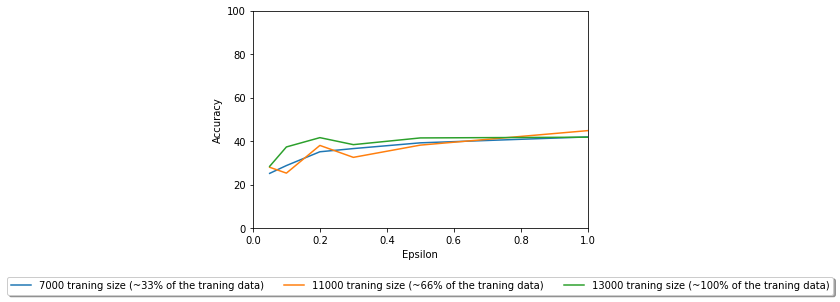 100
80
60
40
20
0
Accuracy
0.0 0.2 0.4 0.6 0.8 1.0
Epsilon
7000 traning size (~33% of the traning data) 11000 traning size (~66% of the traning data) 13000 traning size (~100% of the traning data)